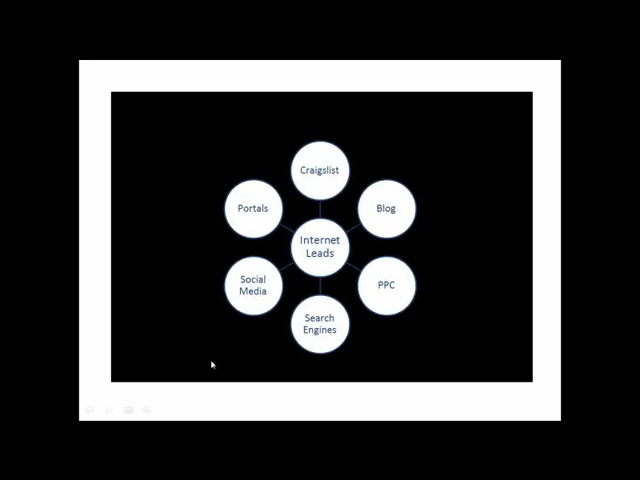 Craigslist
Portals
Blog
Internet
Leads
Social
Media
PPC
Search
Engines